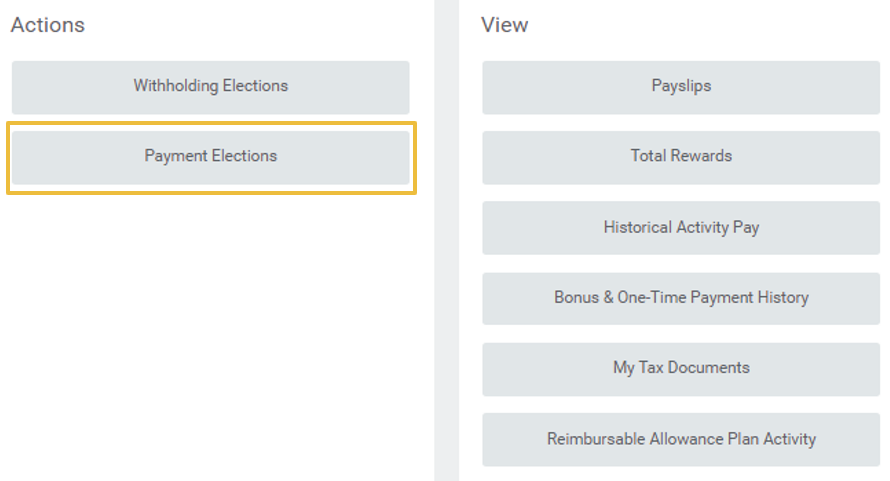 Actions
Withholding Elections
Payment Elections
View
Payslips
Total Rewards
Historical Activity Pay
Bonus & One-Time Payment History
My Tax Documents
Reimbursable Allowance Plan Activity